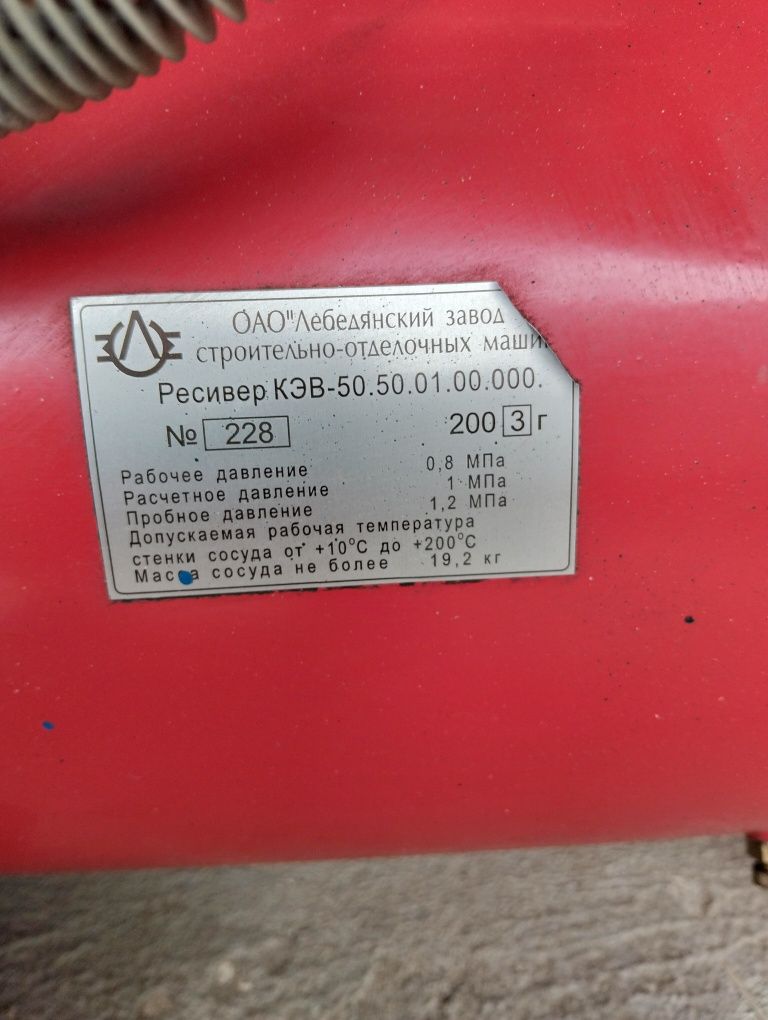 ОАО"Лебедянский завод
строительно-отделочных маши
Ресивер КЭВ-50.50.01.00.000.
№ 228 200 3 г
Рабочее давление 0,8 МПа
Расчетное давление 1 МПа
Пробное давление 1,2 МПа
Допускаемая рабочая температура
стенки сосуда от +10°С до +200°С
Масса сосуда не более 19,2 кг